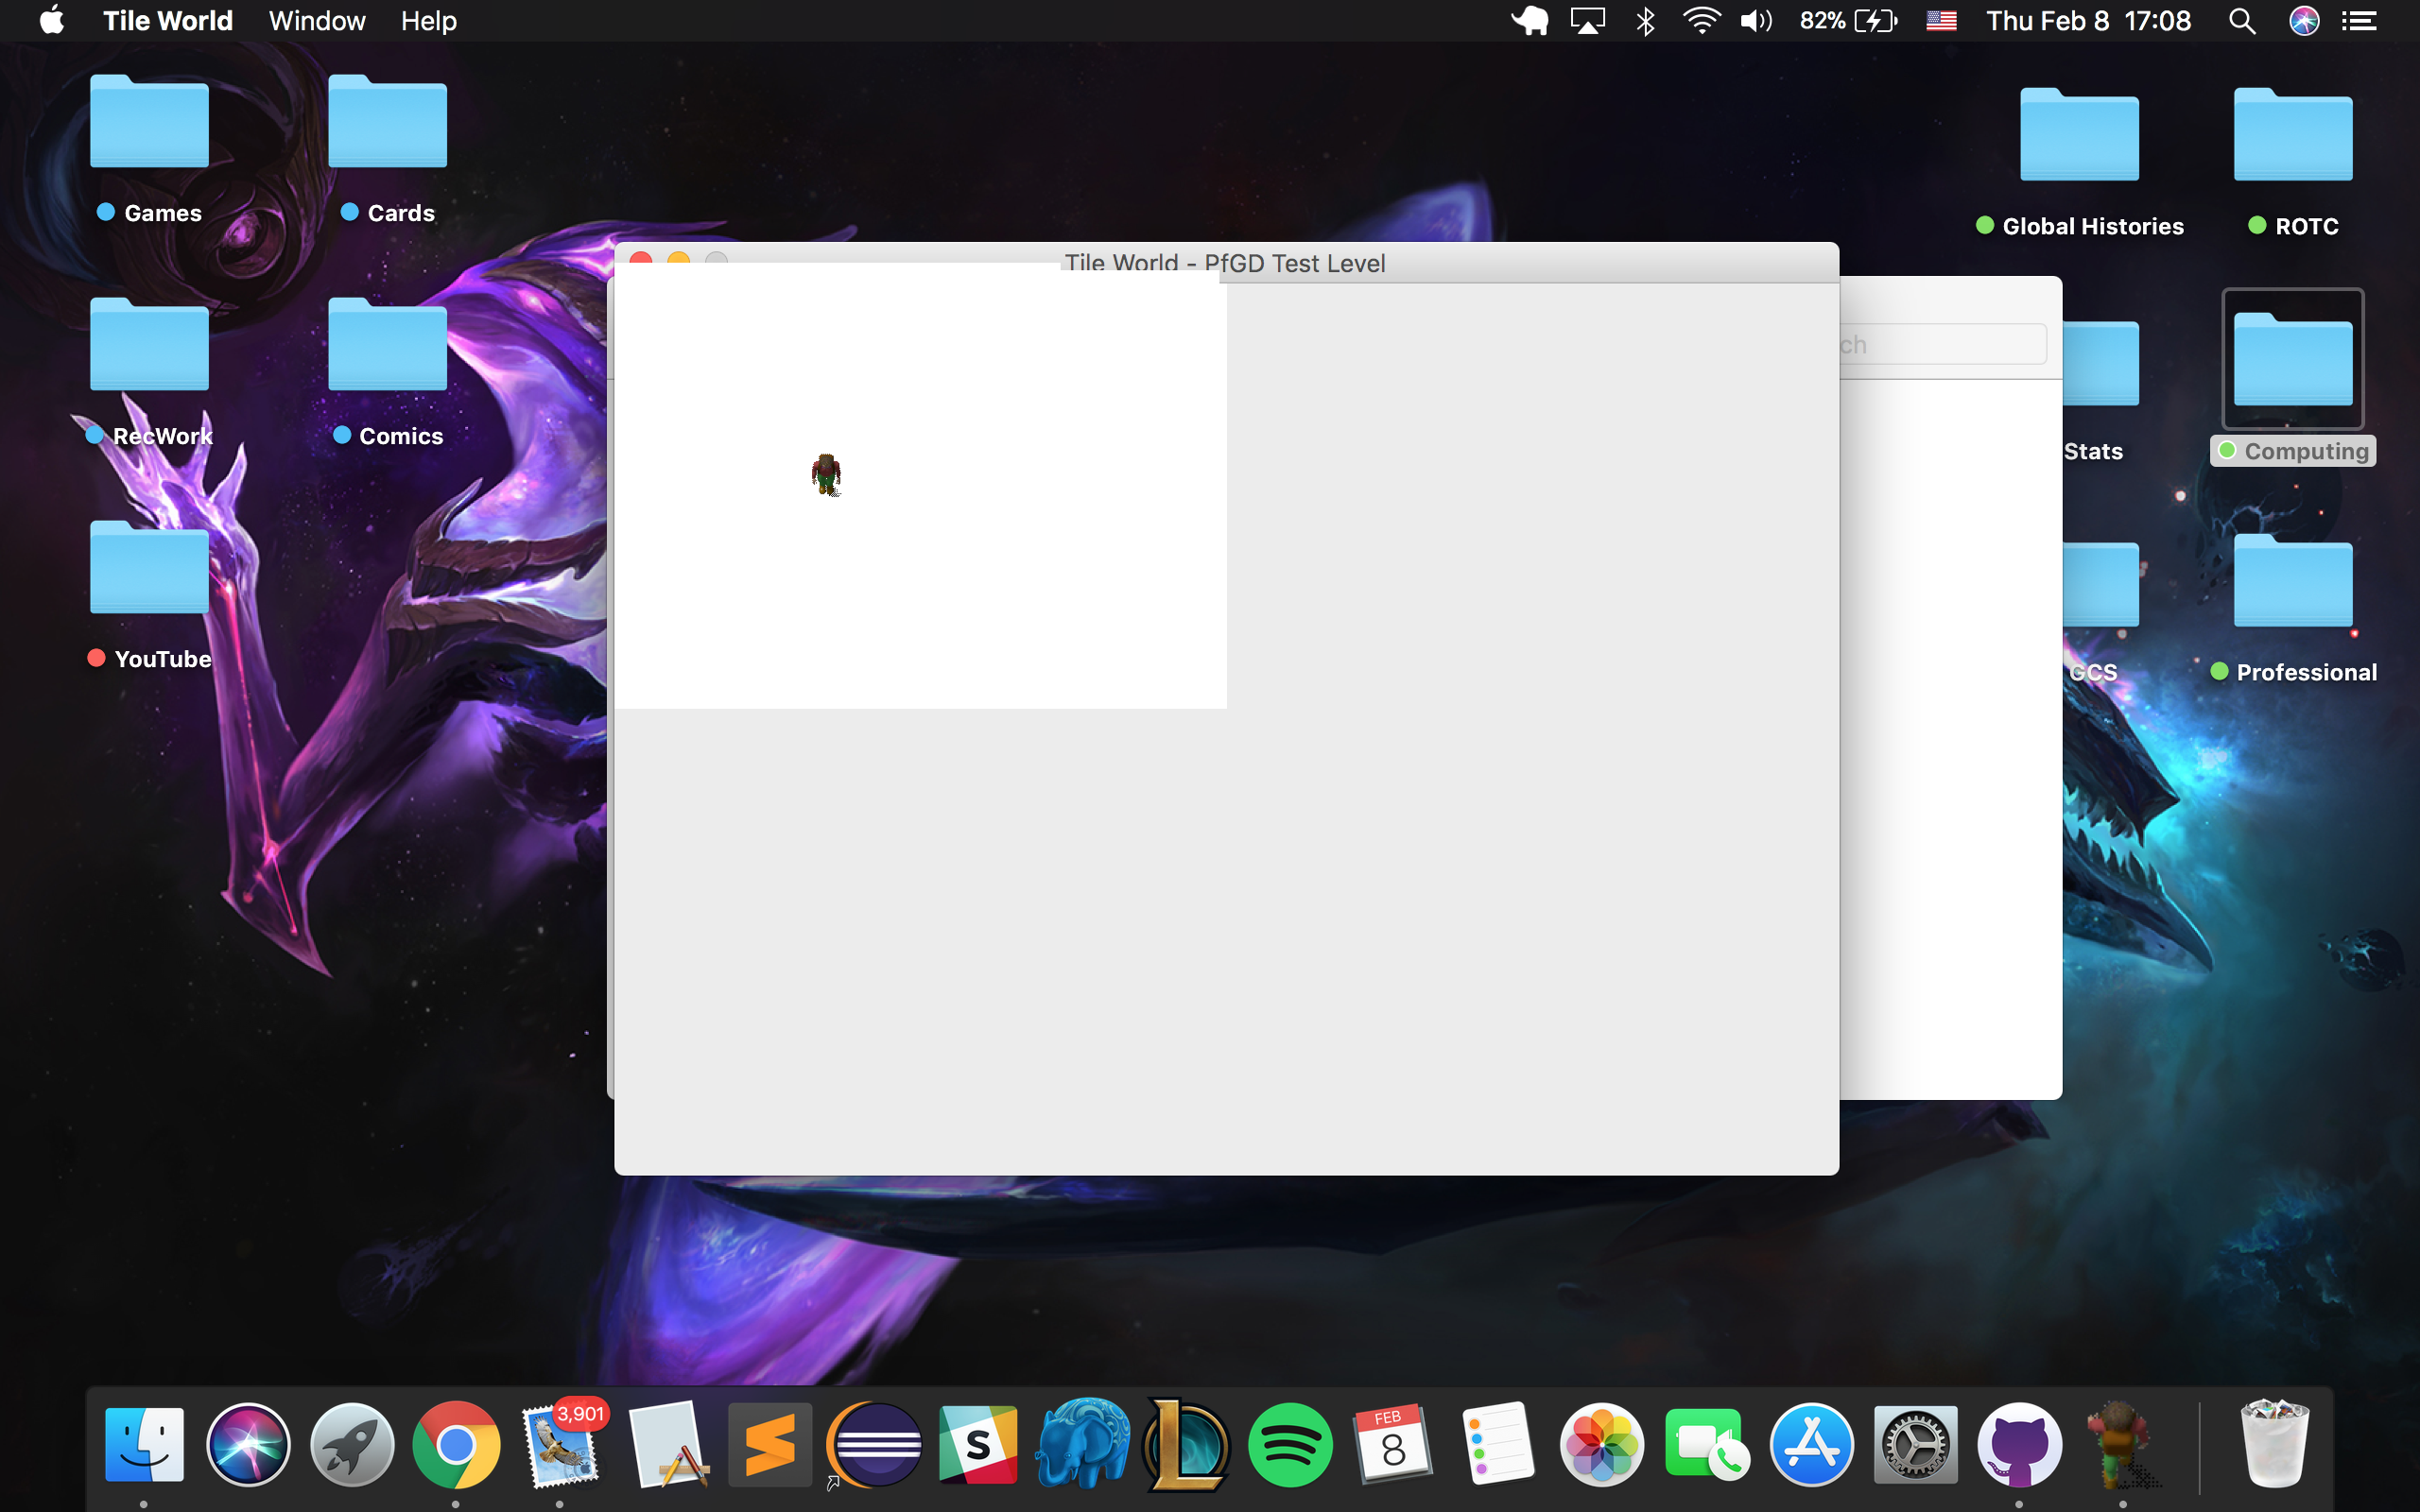 Tile World Window Help 82% Thu Feb 8 17:08
Games Cards Global Histories ROTC
Tile World - PfGD Test Level
ch
RecWork Comics Stats Computing
YouTube GCS Professional
3,901
S
FEB
8